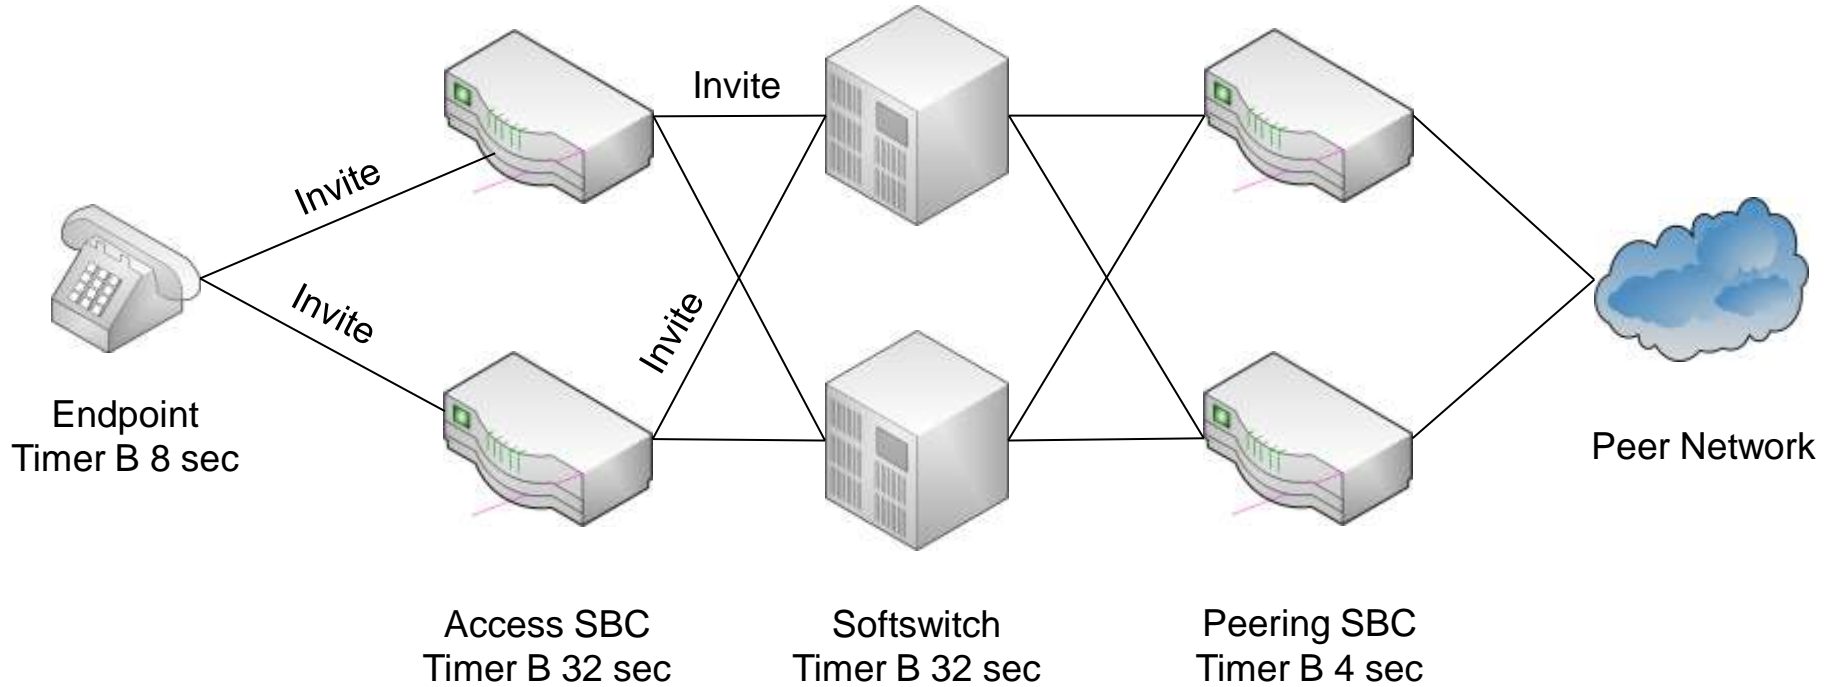 Invite
Invite
Invite
Invite
Endpoint
Timer B 8 sec
Peer Network
Access SBC
Timer B 32 sec
Softswitch
Timer B 32 sec
Peering SBC
Timer B 4 sec